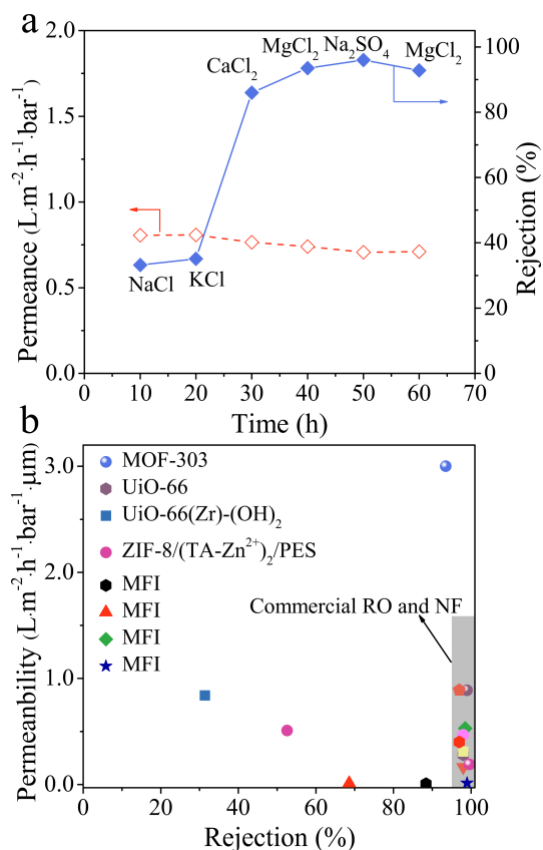 a
2.0
1.5
1.0
0.5
0.0
Permeance (L·m⁻²·h⁻¹·bar⁻¹)
100
80
60
40
20
0
Rejection (%)
NaCl
KCl
CaCl₂
MgCl₂
Na₂SO₄
MgCl₂
0 10 20 30 40 50 60 70
Time (h)
b
3.0
2.0
1.0
0.0
Permeanbility (L·m⁻²·h⁻¹·bar⁻¹·μm)
MOF-303
UiO-66
UiO-66(Zr)-(OH)₂
ZIF-8/(TA-Zn²⁺)₂/PES
MFI
MFI
MFI
MFI
Commercial RO and NF
0 20 40 60 80 100
Rejection (%)